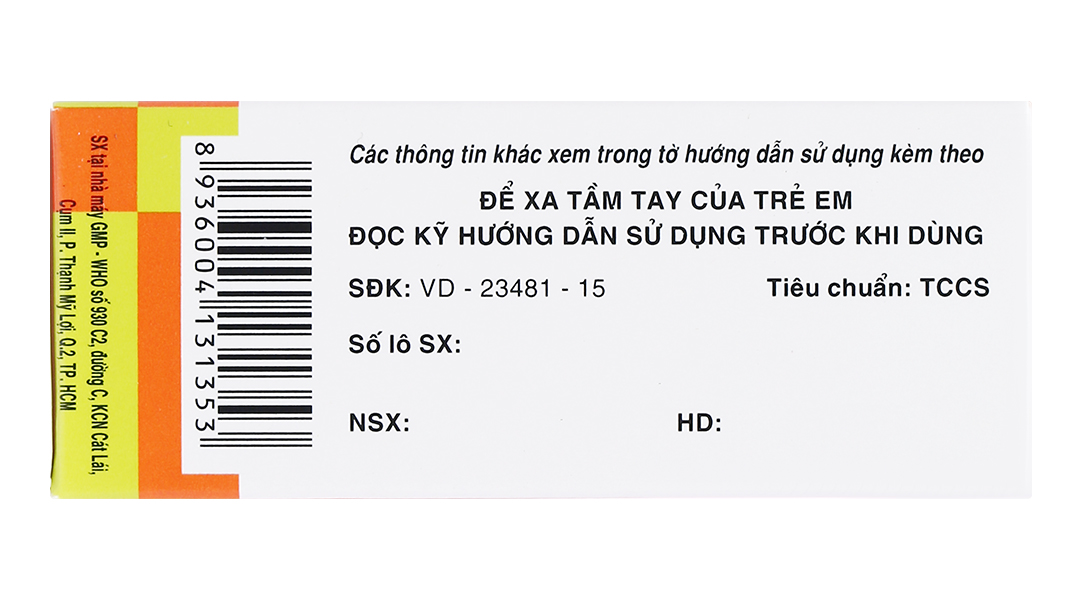 SX tại nhà máy GMP - WHO số 930 C2, đường C, KCN Cát Lái,
Cụm II, P. Thạnh Mỹ Lợi, Q.2, TP. HCM
8 936004 131353
Các thông tin khác xem trong tờ hướng dẫn sử dụng kèm theo
ĐỂ XA TẦM TAY CỦA TRẺ EM
ĐỌC KỸ HƯỚNG DẪN SỬ DỤNG TRƯỚC KHI DÙNG
SĐK: VD - 23481 - 15 Tiêu chuẩn: TCCS
Số lô SX:
NSX: HD: